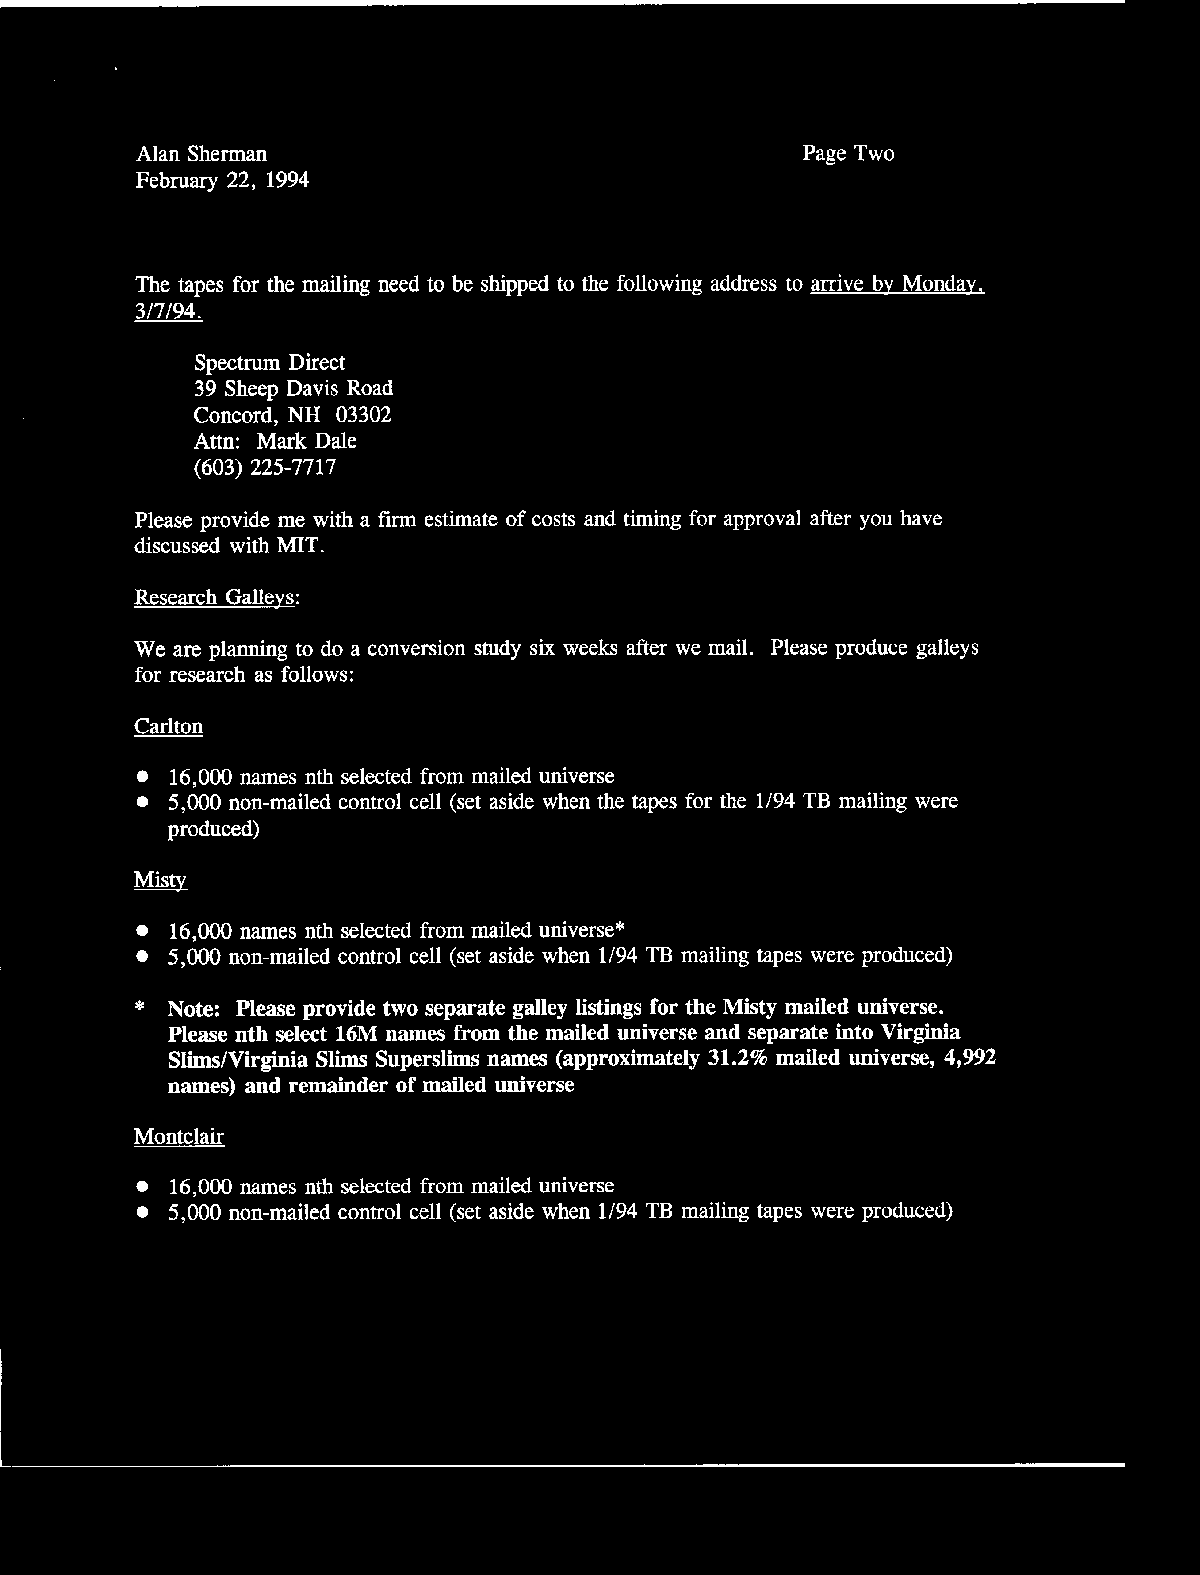 Alan Sherman Page Two
February 22, 1994
The tapes for the mailing need to be shipped to the following address to arrive by Monday,
3/7/94.
Spectrum Direct
39 Sheep Davis Road
Concord, NH 03302
Attn: Mark Dale
(603) 225-7717
Please provide me with a firm estimate of costs and timing for approval after you have
discussed with MIT.
Research Galleys:
We are planning to do a conversion study six weeks after we mail. Please produce galleys
for research as follows:
Carlton
● 16,000 names nth selected from mailed universe
● 5,000 non-mailed control cell (set aside when the tapes for the 1/94 TB mailing were
produced)
Misty
● 16,000 names nth selected from mailed universe*
● 5,000 non-mailed control cell (set aside when 1/94 TB mailing tapes were produced)
* Note: Please provide two separate galley listings for the Misty mailed universe.
Please nth select 16M names from the mailed universe and separate into Virginia
Slims/Virginia Slims Superslims names (approximately 31.2% mailed universe, 4,992
names) and remainder of mailed universe
Montclair
● 16,000 names nth selected from mailed universe
● 5,000 non-mailed control cell (set aside when 1/94 TB mailing tapes were produced)